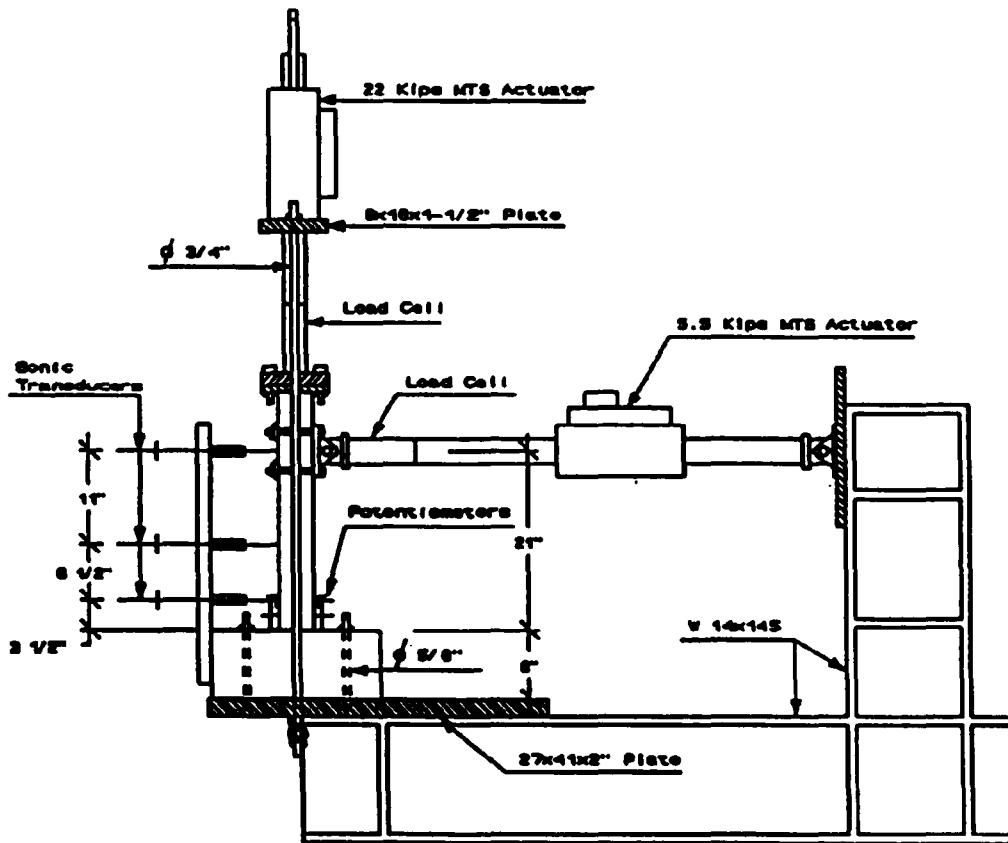 22 Kips MTS Actuator
8x16x1-1/2" Plate
ϕ 3/4"
Load Cell
5.5 Kips MTS Actuator
Sonic
Transducers
Load Cell
11"
Potentiometers
21"
6 1/2"
3 1/2"
W 14x145
ϕ 5/8"
8"
27x41x2" Plate